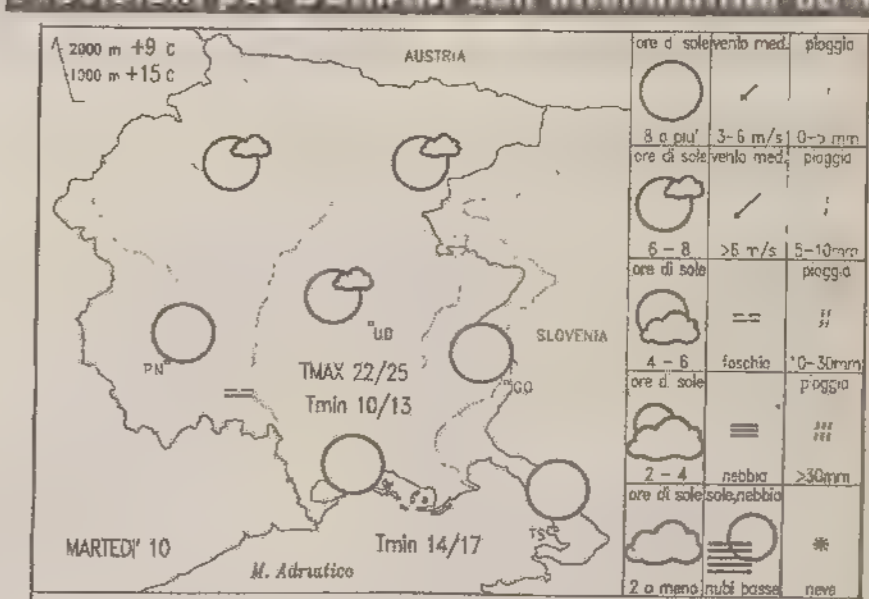 2000 m +9 c
1000 m +15 c
AUSTRIA
SLOVENIA
UD
PN
GO
TMAX 22/25
Tmin 10/13
TS
MARTEDI' 10
Tmin 14/17
M. Adriatico
ore d sole vento med. pioggia
8 o piu' 3-6 m/s mm
ore di sole vento med. pioggia
6 - 8 >6 m/s 5-10mm
ore di sole pioggia
4 - 6 foschia 10-30mm
ore d sole pioggia
2 - 4 nebbia >30mm
ore di sole sole,nebbia
2 o meno nubi basse neve